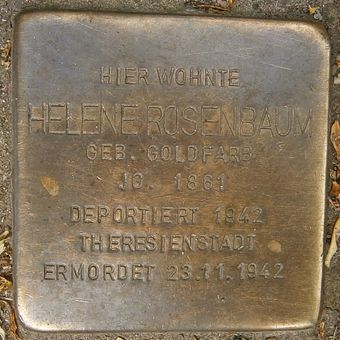 HIER WOHNTE
HELENE ROSENBAUM
GEB. GOLDFARB
JG. 1861
DEPORTIERT 1942
THERESIENSTADT
ERMORDET 23.11.1942